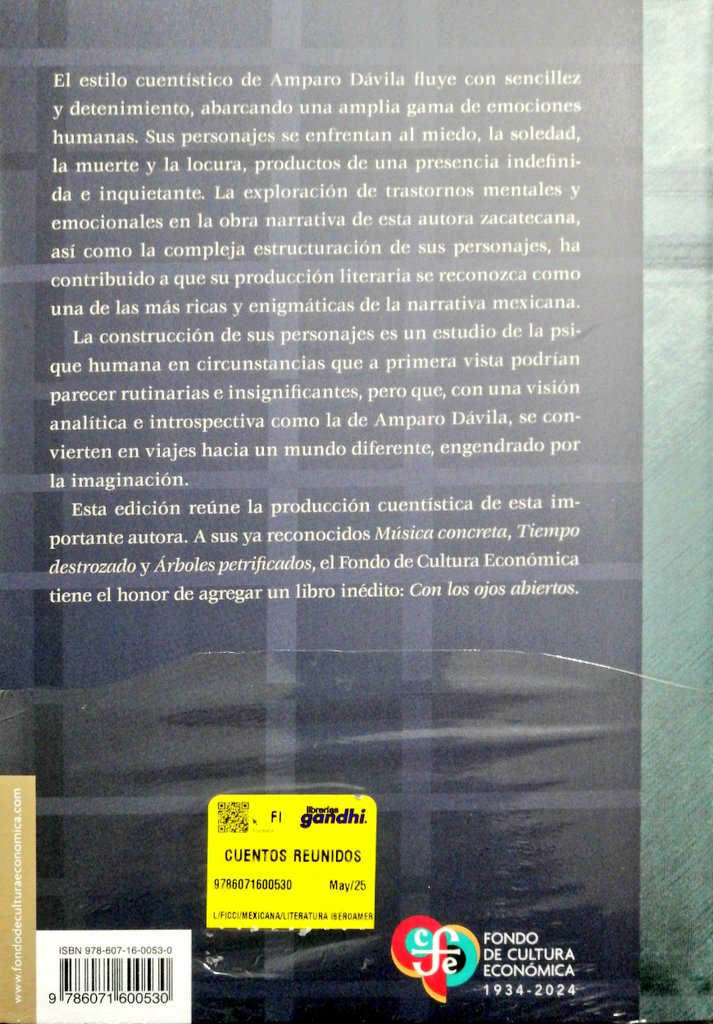 El estilo cuentístico de Amparo Dávila fluye con sencillez
y detenimiento, abarcando una amplia gama de emociones
humanas. Sus personajes se enfrentan al miedo, la soledad,
la muerte y la locura, productos de una presencia indefini-
da e inquietante. La exploración de trastornos mentales y
emocionales en la obra narrativa de esta autora zacatecana,
así como la compleja estructuración de sus personajes, ha
contribuido a que su producción literaria se reconozca como
una de las más ricas y enigmáticas de la narrativa mexicana.
La construcción de sus personajes es un estudio de la psi-
que humana en circunstancias que a primera vista podrían
parecer rutinarias e insignificantes, pero que, con una visión
analítica e introspectiva como la de Amparo Dávila, se con-
vierten en viajes hacia un mundo diferente, engendrado por
la imaginación.
Esta edición reúne la producción cuentística de esta im-
portante autora. A sus ya reconocidos Música concreta, Tiempo
destrozado y Árboles petrificados, el Fondo de Cultura Económica
tiene el honor de agregar un libro inédito: Con los ojos abiertos.
www.fondodeculturaeconomica.com
FI
librerías
gandhi.
CUENTOS REUNIDOS
9786071600530 May/25
L/FICCI/MEXICANA/LITERATURA IBEROAMER
ISBN 978-607-16-0053-0
9 786071 600530
cfe
FONDO
DE CULTURA
ECONÓMICA
1934-2024